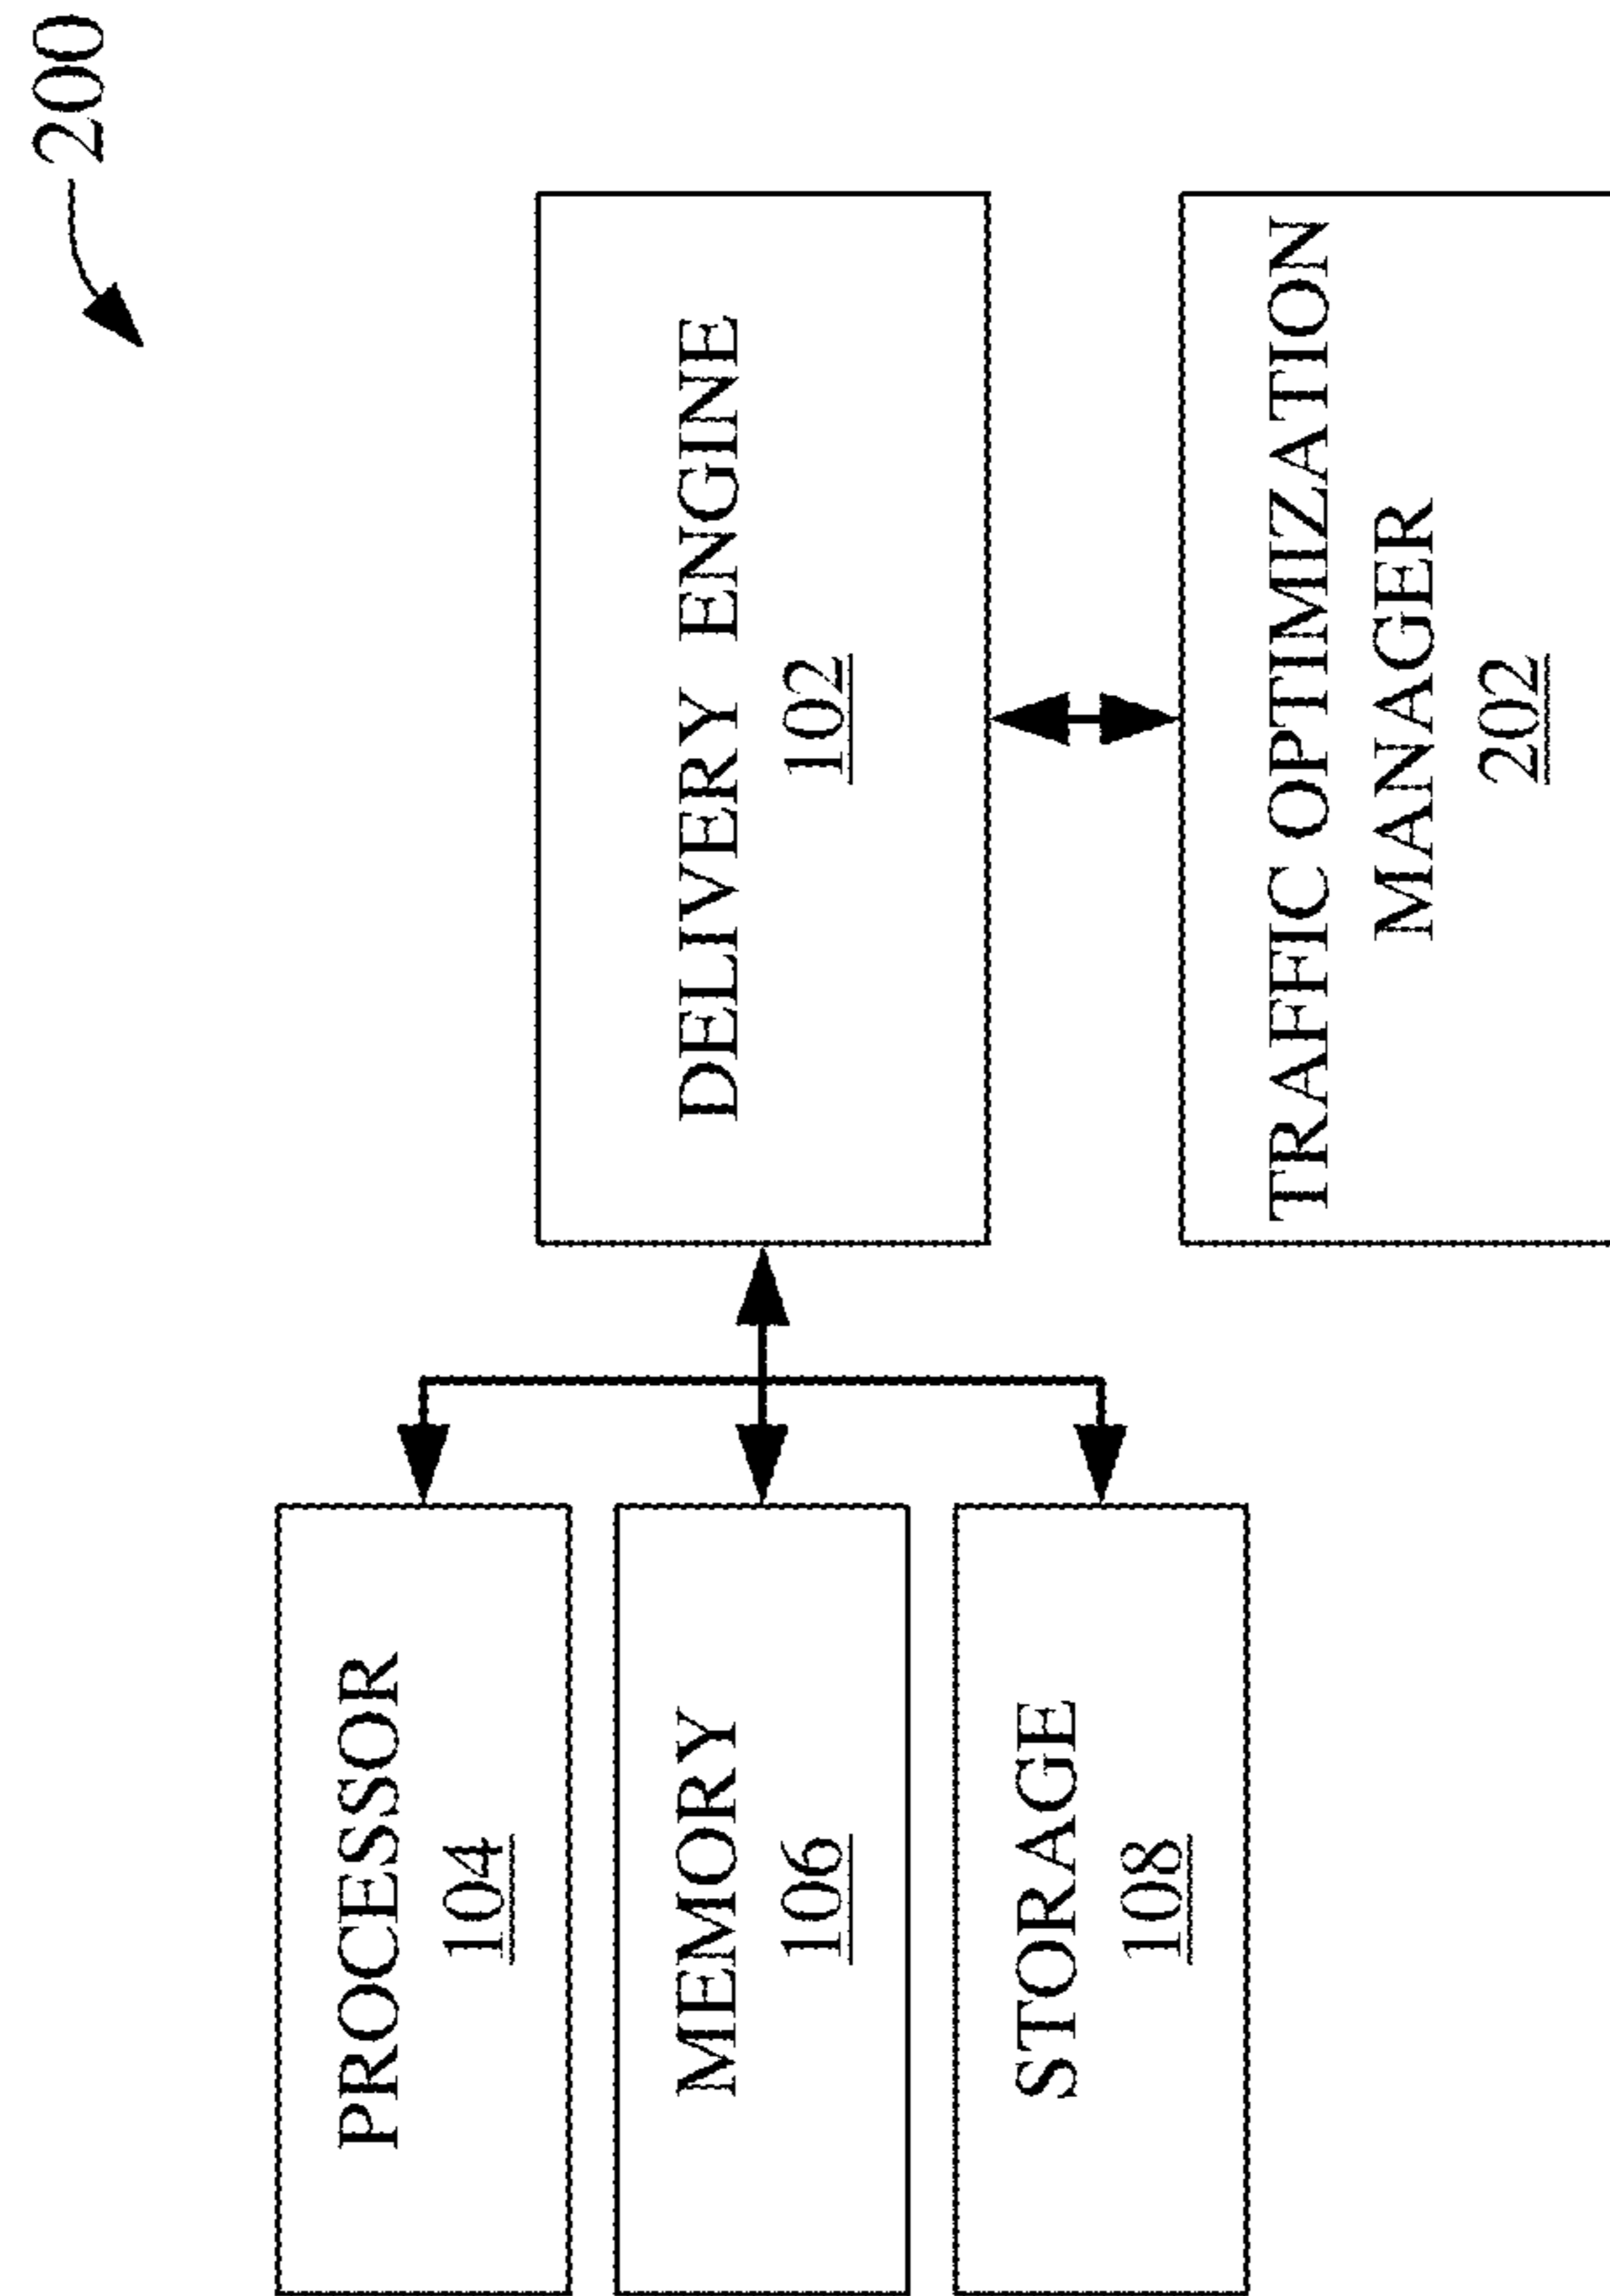 200
PROCESSOR
104
MEMORY
106
STORAGE
108
DELIVERY ENGINE
102
TRAFFIC OPTIMIZATION
MANAGER
202